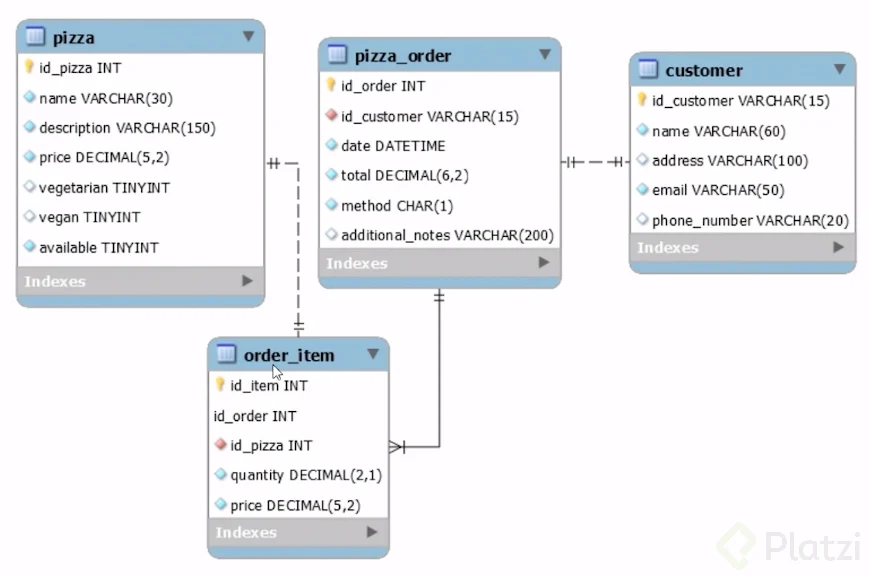 pizza
id_pizza INT
name VARCHAR(30)
description VARCHAR(150)
price DECIMAL(5,2)
vegetarian TINYINT
vegan TINYINT
available TINYINT
Indexes
pizza_order
id_order INT
id_customer VARCHAR(15)
date DATETIME
total DECIMAL(6,2)
method CHAR(1)
additional_notes VARCHAR(200)
Indexes
customer
id_customer VARCHAR(15)
name VARCHAR(60)
address VARCHAR(100)
email VARCHAR(50)
phone_number VARCHAR(20)
Indexes
order_item
id_item INT
id_order INT
id_pizza INT
quantity DECIMAL(2,1)
price DECIMAL(5,2)
Indexes
Platzi